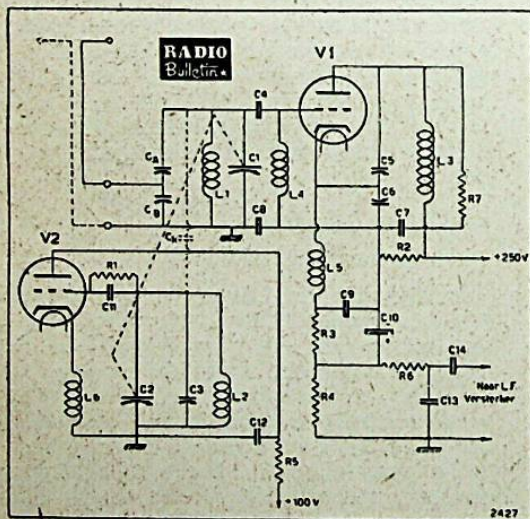 RADIO
Bulletin
V1
C4
CA
CB
L1
C1
L4
C5
C6
L3
R7
C8
C7
R2
+250V
Ck
V2
R1
C11
L5
C9
C10
R3
R4
R6
C14
C13
Naar L.F.
Versterker
L6
C2
C3
L2
C12
R5
+100V
2427